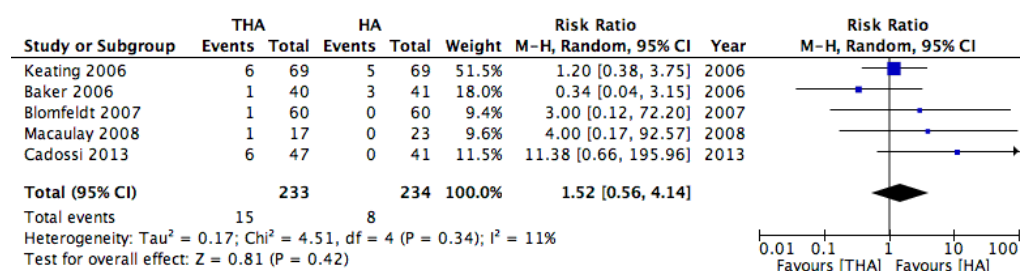 THA HA Risk Ratio Risk Ratio
Study or Subgroup Events Total Events Total Weight M-H, Random, 95% CI Year M-H, Random, 95% CI
Keating 2006 6 69 5 69 51.5% 1.20 [0.38, 3.75] 2006
Baker 2006 1 40 3 41 18.0% 0.34 [0.04, 3.15] 2006
Blomfeldt 2007 1 60 0 60 9.4% 3.00 [0.12, 72.20] 2007
Macaulay 2008 1 17 0 23 9.6% 4.00 [0.17, 92.57] 2008
Cadossi 2013 6 47 0 41 11.5% 11.38 [0.66, 195.96] 2013
Total (95% CI) 233 234 100.0% 1.52 [0.56, 4.14]
Total events 15 8
Heterogeneity: Tau² = 0.17; Chi² = 4.51, df = 4 (P = 0.34); I² = 11%
Test for overall effect: Z = 0.81 (P = 0.42)
0.01 0.1 1 10 100
Favours [THA] Favours [HA]